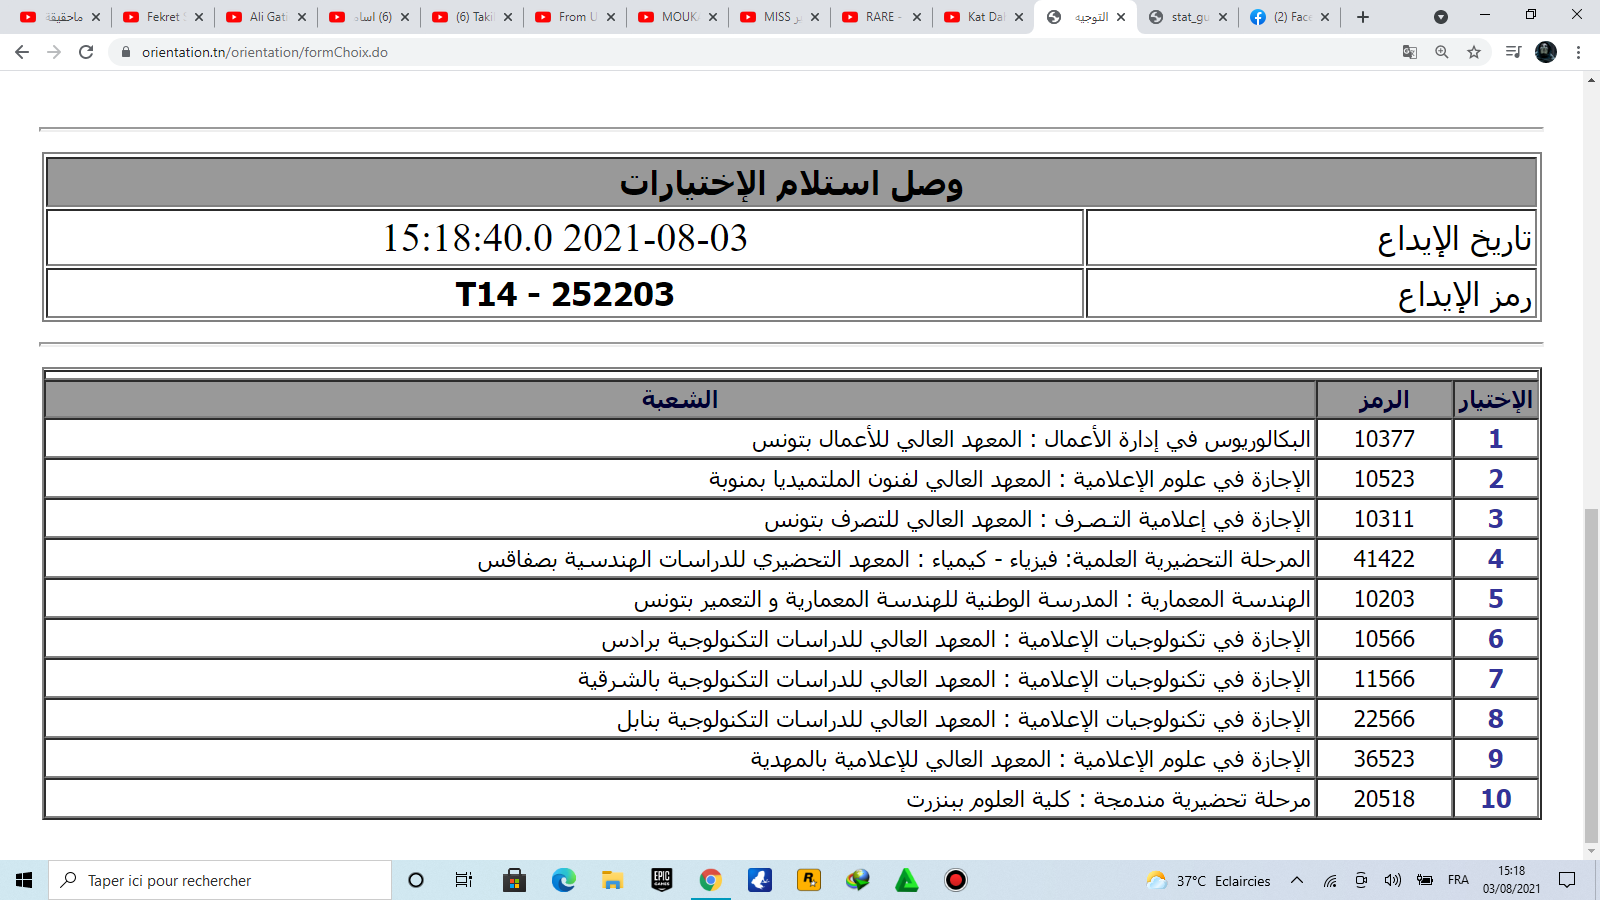 ماحقيقة
Fekret S
Ali Gati
(6) اسام
(6) Taki
From U
MOUKA
MISS ير
RARE -
Kat Dal
التوجيه
stat_gu
(2) Face
orientation.tn/orientation/formChoix.do
وصل استلام الإختيارات
تاريخ الإيداع 15:18:40.0 2021-08-03
رمز الإيداع T14 - 252203
الإختيار الرمز الشعبة
1 10377 البكالوريوس في إدارة الأعمال : المعهد العالي للأعمال بتونس
2 10523 الإجازة في علوم الإعلامية : المعهد العالي لفنون الملتميديا بمنوبة
3 10311 الإجازة في إعلامية التـصـرف : المعهد العالي للتصرف بتونس
4 41422 المرحلة التحضيرية العلمية: فيزياء - كيمياء : المعهد التحضيري للدراسات الهندسية بصفاقس
5 10203 الهندسة المعمارية : المدرسة الوطنية للهندسة المعمارية و التعمير بتونس
6 10566 الإجازة في تكنولوجيات الإعلامية : المعهد العالي للدراسات التكنولوجية برادس
7 11566 الإجازة في تكنولوجيات الإعلامية : المعهد العالي للدراسات التكنولوجية بالشرقية
8 22566 الإجازة في تكنولوجيات الإعلامية : المعهد العالي للدراسات التكنولوجية بنابل
9 36523 الإجازة في علوم الإعلامية : المعهد العالي للإعلامية بالمهدية
10 20518 مرحلة تحضيرية مندمجة : كلية العلوم ببنزرت
Taper ici pour rechercher
EPIC GAMES
37°C Eclaircies
FRA
15:18
03/08/2021